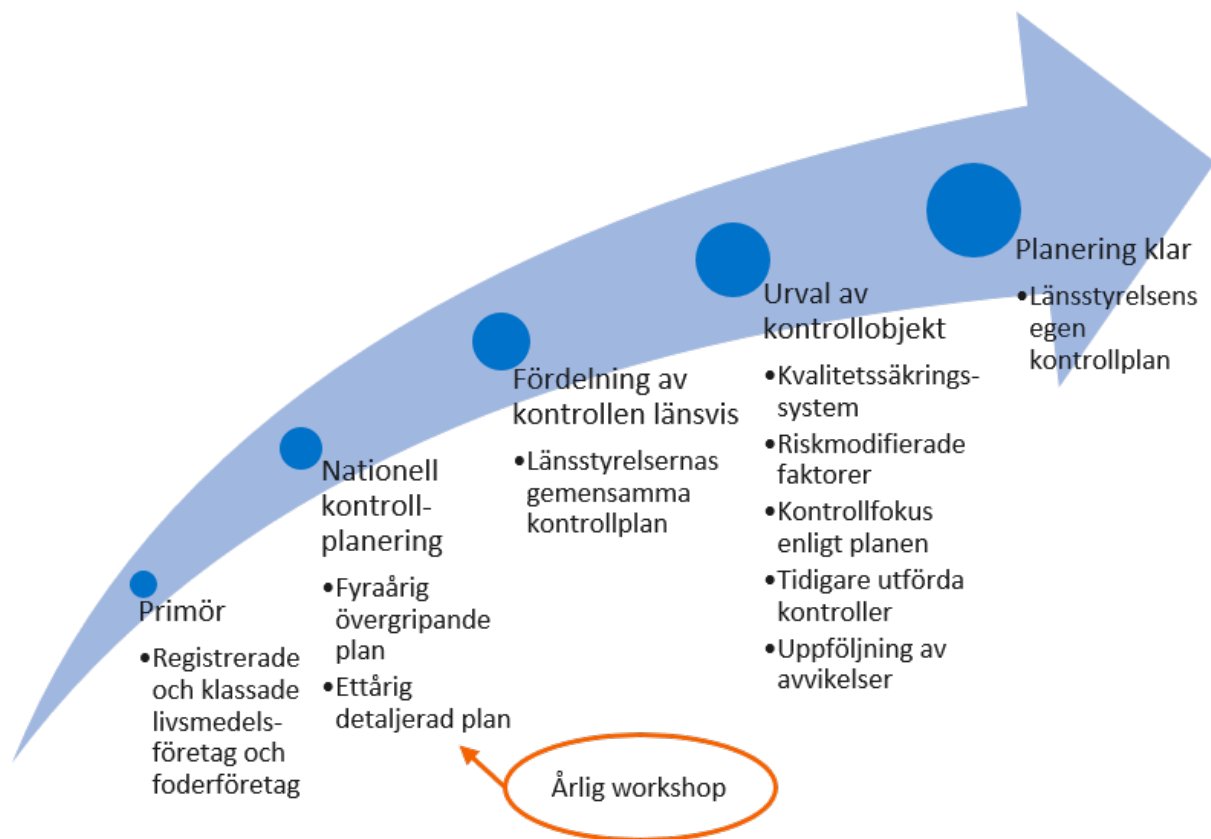 Primör
•Registrerade
och klassade
livsmedels-
företag och
foderföretag
Nationell
kontroll-
planering
•Fyraårig
övergripande
plan
•Ettårig
detaljerad plan
Årlig workshop
Fördelning av
kontrollen länsvis
•Länsstyrelsernas
gemensamma
kontrollplan
Urval av
kontrollobjekt
•Kvalitetssäkrings-
system
•Riskmodifierade
faktorer
•Kontrollfokus
enligt planen
•Tidigare utförda
kontroller
•Uppföljning av
avvikelser
Planering klar
•Länsstyrelsens
egen
kontrollplan